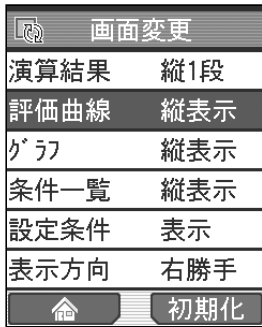 画面変更
演算結果 縦1段
評価曲線 縦表示
グラフ 縦表示
条件一覧 縦表示
設定条件 表示
表示方向 右勝手
初期化